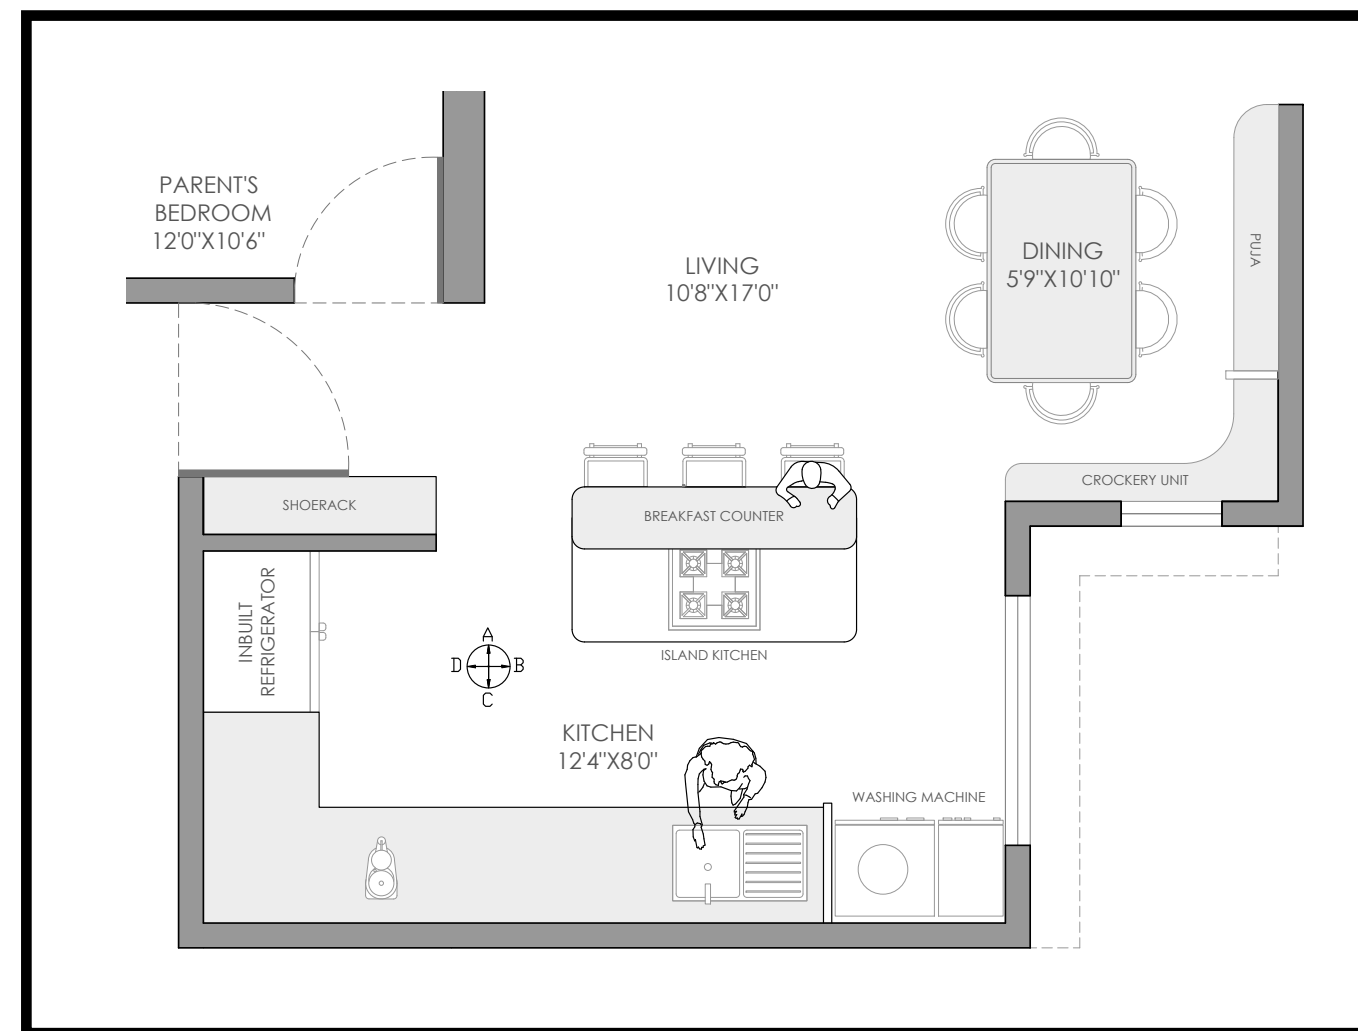 PARENT'S
BEDROOM
12'0"X10'6"
LIVING
10'8"X17'0"
DINING
5'9"X10'10"
PUJA
CROCKERY UNIT
SHOERACK
BREAKFAST COUNTER
INBUILT
REFRIGERATOR
ISLAND KITCHEN
A
D B
C
KITCHEN
12'4"X8'0"
WASHING MACHINE